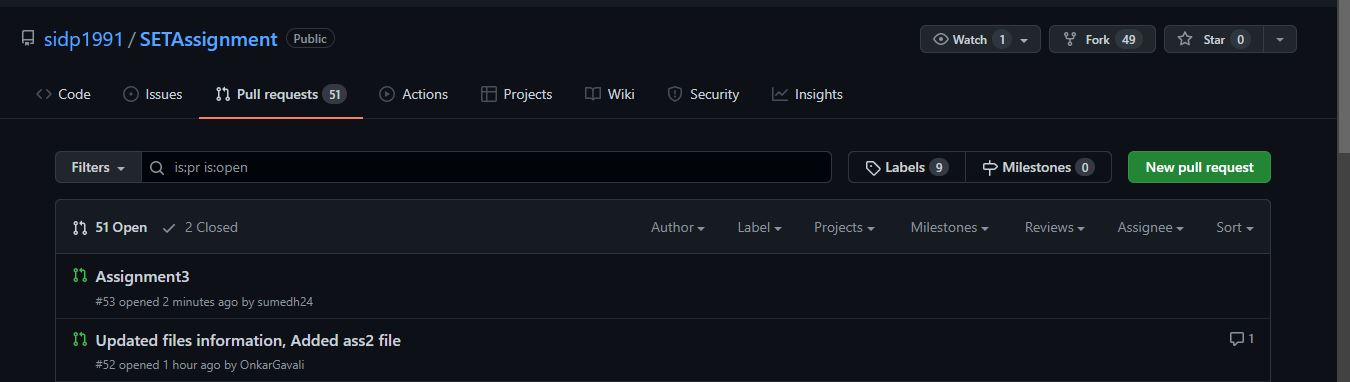 sidp1991 / SETAssignment Public Watch 1 Fork 49 Star 0
Code Issues Pull requests 51 Actions Projects Wiki Security Insights
Filters is:pr is:open Labels 9 Milestones 0 New pull request
51 Open 2 Closed Author Label Projects Milestones Reviews Assignee Sort
Assignment3
#53 opened 2 minutes ago by sumedh24
Updated files information, Added ass2 file 1
#52 opened 1 hour ago by OnkarGavali